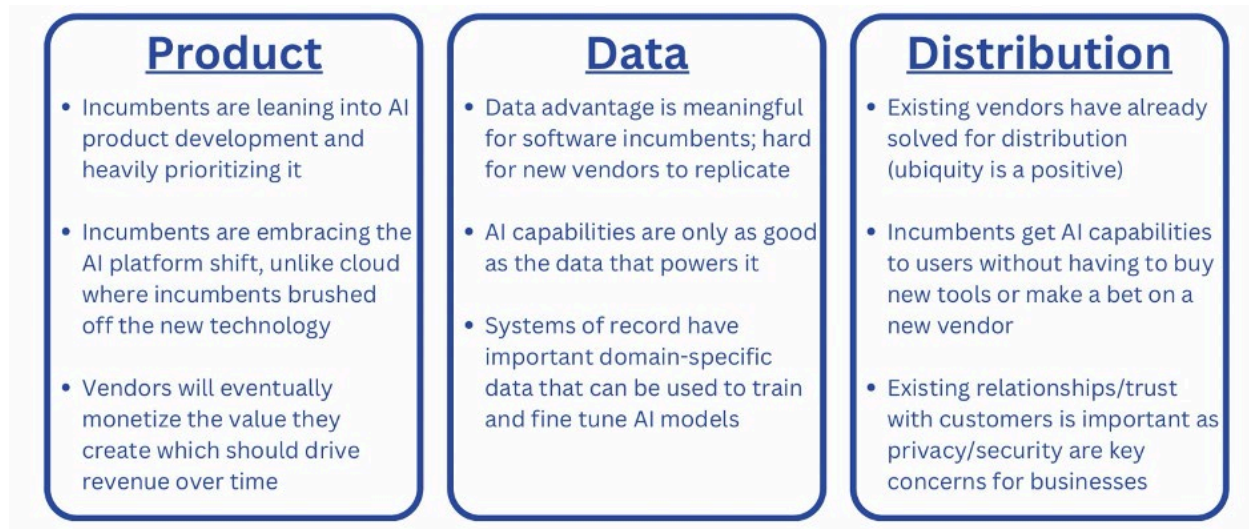 Product
• Incumbents are leaning into AI
product development and
heavily prioritizing it
• Incumbents are embracing the
AI platform shift, unlike cloud
where incumbents brushed
off the new technology
• Vendors will eventually
monetize the value they
create which should drive
revenue over time
Data
• Data advantage is meaningful
for software incumbents; hard
for new vendors to replicate
• AI capabilities are only as good
as the data that powers it
• Systems of record have
important domain-specific
data that can be used to train
and fine tune AI models
Distribution
• Existing vendors have already
solved for distribution
(ubiquity is a positive)
• Incumbents get AI capabilities
to users without having to buy
new tools or make a bet on a
new vendor
• Existing relationships/trust
with customers is important as
privacy/security are key
concerns for businesses